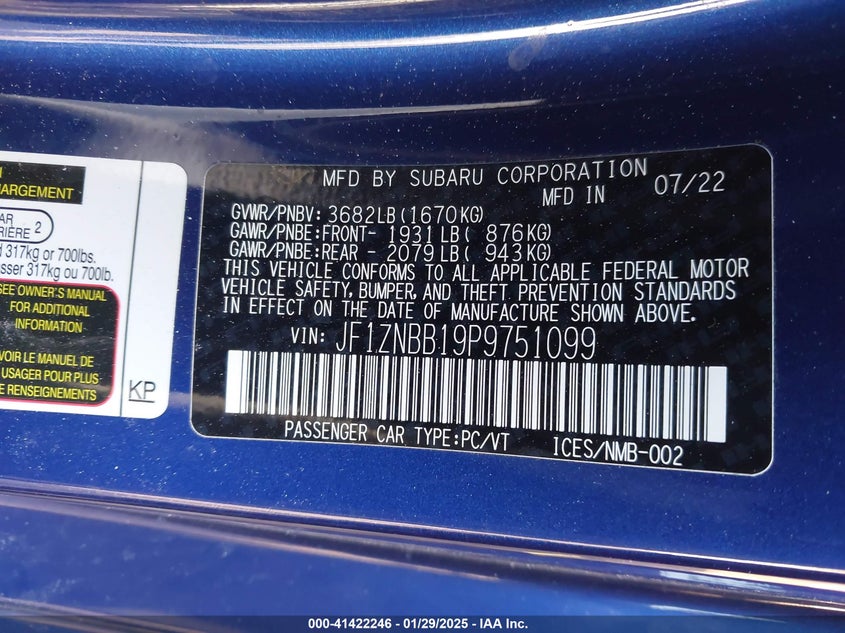 HARGEMENT
2
317kg or 700lbs.
317kg ou 700lb.
SEE OWNER'S MANUAL
FOR ADDITIONAL
INFORMATION
VOIR LE MANUEL DE
USAGER POUR PLUS
DE RENSEIGNEMENTS
KP
MFD BY SUBARU CORPORATION
MFD IN 07/22
GVWR/PNBV: 3682LB(1670KG)
GAWR/PNBE:FRONT- 1931LB( 876KG)
GAWR/PNBE:REAR - 2079LB( 943KG)
THIS VEHICLE CONFORMS TO ALL APPLICABLE FEDERAL MOTOR
VEHICLE SAFETY, BUMPER, AND THEFT PREVENTION STANDARDS
IN EFFECT ON THE DATE OF MANUFACTURE SHOWN ABOVE.
VIN: JF1ZNBB19P9751099
PASSENGER CAR TYPE:PC/VT ICES/NMB-002
000-41422246 - 01/29/2025 - IAA Inc.